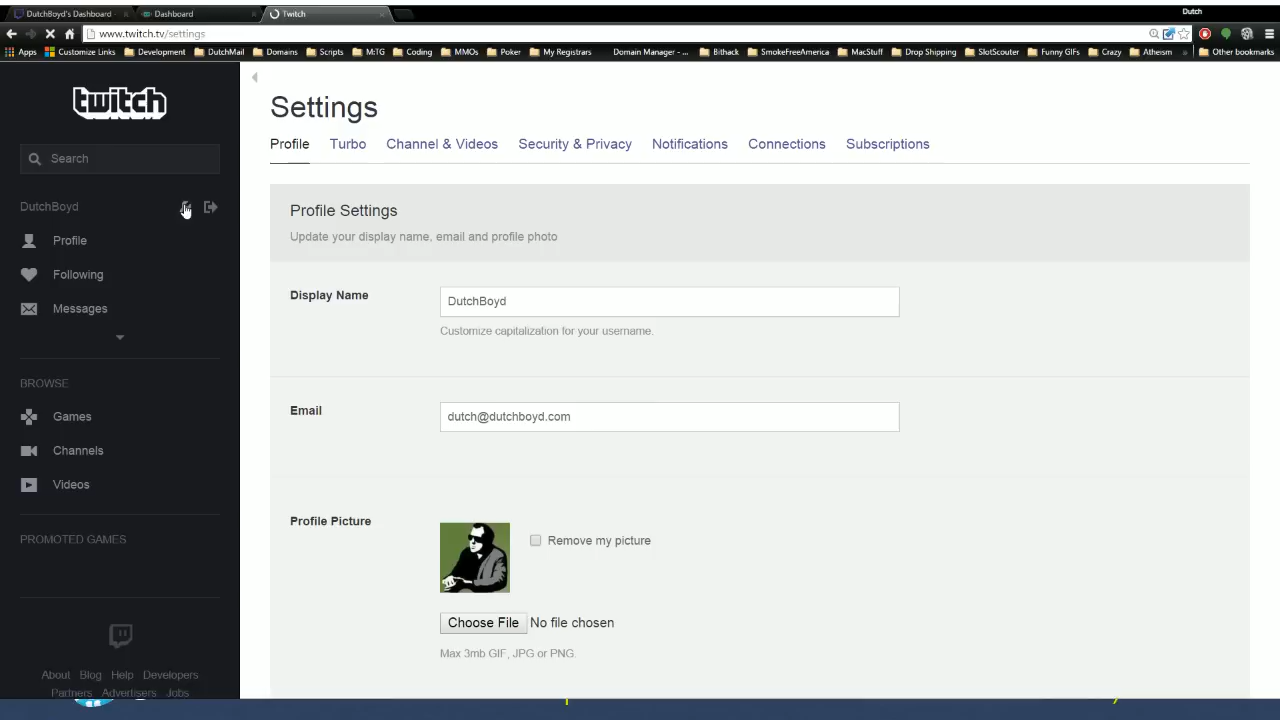 DutchBoyd's Dashboard
Dashboard
Twitch
Dutch
www.twitch.tv/settings
Apps
Customize Links
Development
DutchMail
Domains
Scripts
M:TG
Coding
MMOs
Poker
My Registrars
Domain Manager - ...
Bithack
SmokeFreeAmerica
MacStuff
Drop Shipping
SlotScouter
Funny GIFs
Crazy
Atheism
»
Other bookmarks
twitch
Search
DutchBoyd
Profile
Following
Messages
BROWSE
Games
Channels
Videos
PROMOTED GAMES
About Blog Help Developers
Partners Advertisers Jobs
Settings
Profile Turbo Channel & Videos Security & Privacy Notifications Connections Subscriptions
Profile Settings
Update your display name, email and profile photo
Display Name
DutchBoyd
Customize capitalization for your username.
Email
dutch@dutchboyd.com
Profile Picture
Remove my picture
Choose File No file chosen
Max 3mb GIF, JPG or PNG.